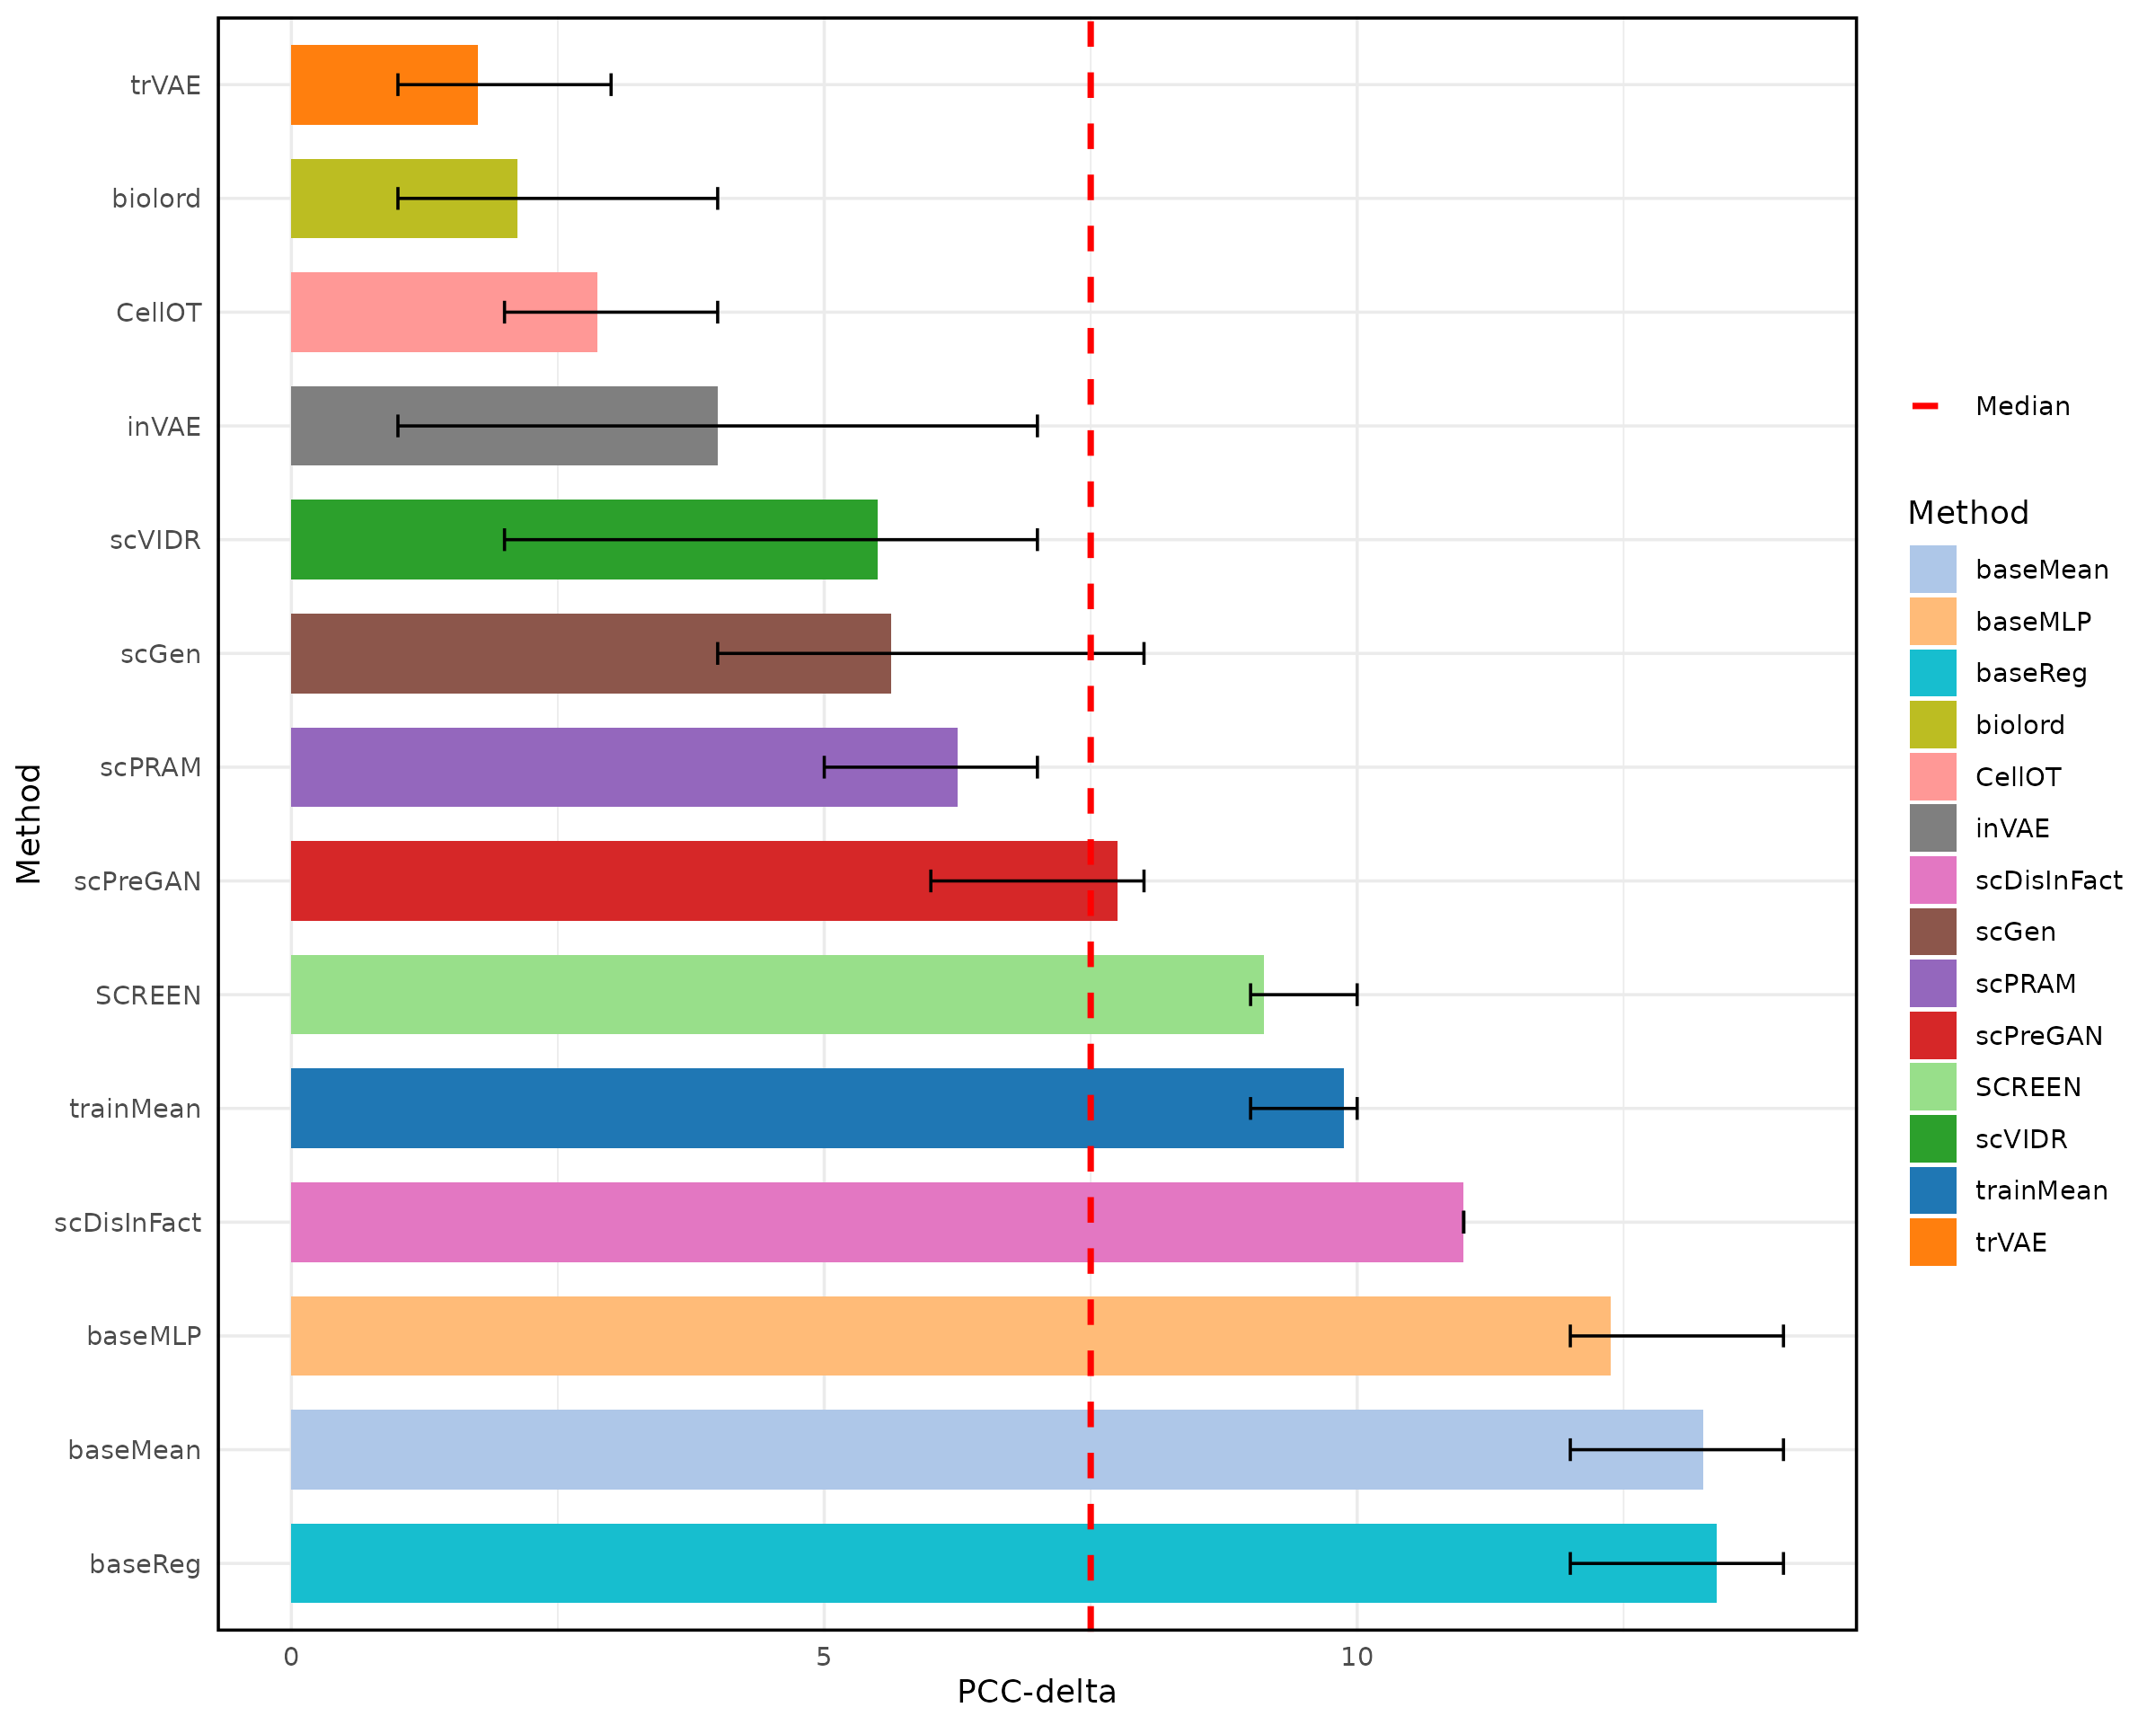 trVAE
biolord
CellOT
inVAE
scVIDR
scGen
scPRAM
scPreGAN
SCREEN
trainMean
scDisInFact
baseMLP
baseMean
baseReg
Method
0 5 10
PCC-delta
Median
Method
baseMean
baseMLP
baseReg
biolord
CellOT
inVAE
scDisInFact
scGen
scPRAM
scPreGAN
SCREEN
scVIDR
trainMean
trVAE